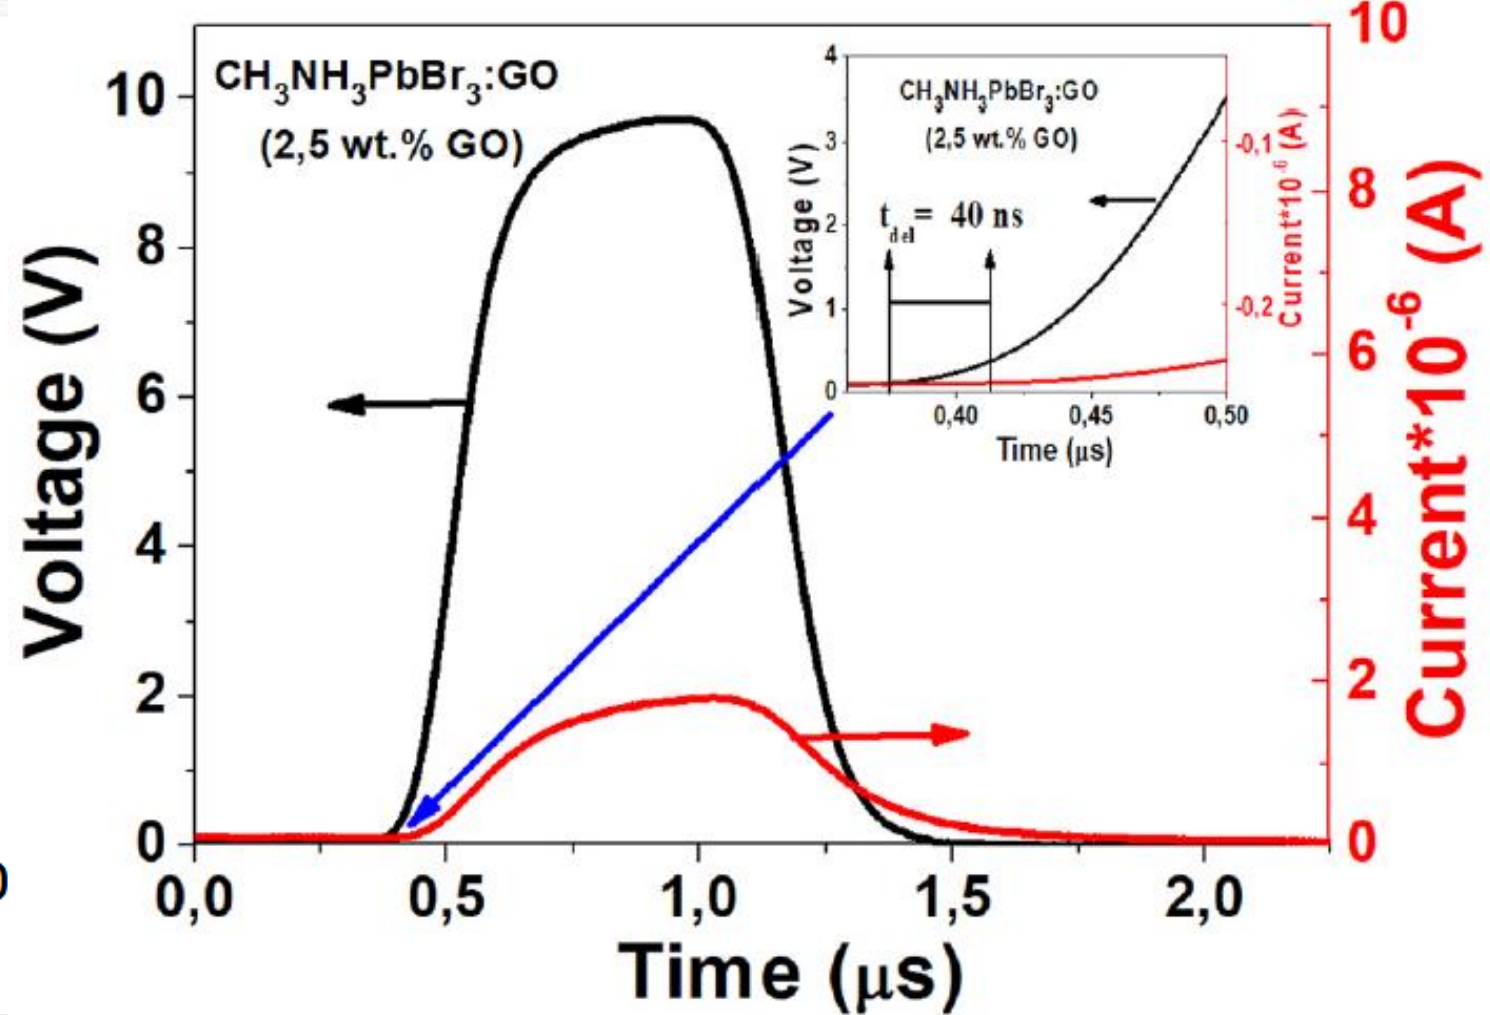 CH₃NH₃PbBr₃:GO
(2,5 wt.% GO)
Voltage (V)
10
8
6
4
2
0
0,0
0,5
1,0
1,5
2,0
Time (μs)
10
8
6
4
2
0
Current*10⁻⁶ (A)
CH₃NH₃PbBr₃:GO
(2,5 wt.% GO)
t_del = 40 ns
Voltage (V)
4
3
2
1
0
0,40
0,45
0,50
Time (μs)
-0,1
-0,2
Current*10⁻⁶ (A)